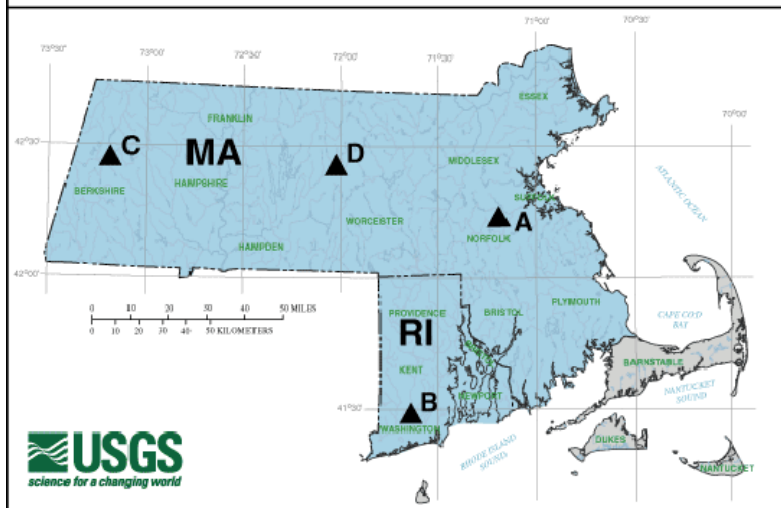 73°30'
73°00'
72°30'
72°00'
71°30'
71°00'
70°30'
ESSEX
FRANKLIN
70°00'
42°30'
C
MA
D
MIDDLESEX
BERKSHIRE
HAMPSHIRE
ATLANTIC OCEAN
SUFFOLK
WORCESTER
A
NORFOLK
HAMPDEN
42°00'
0 10 20 30 40 50 MILES
0 10 20 30 40 50 KILOMETERS
PROVIDENCE
BRISTOL
PLYMOUTH
CAPE COD
BAY
RI
KENT
BARNSTABLE
NANTUCKET
SOUND
NEWPORT
41°30'
B
WASHINGTON
RHODE ISLAND
SOUND
DUKES
NANTUCKET
USGS
science for a changing world